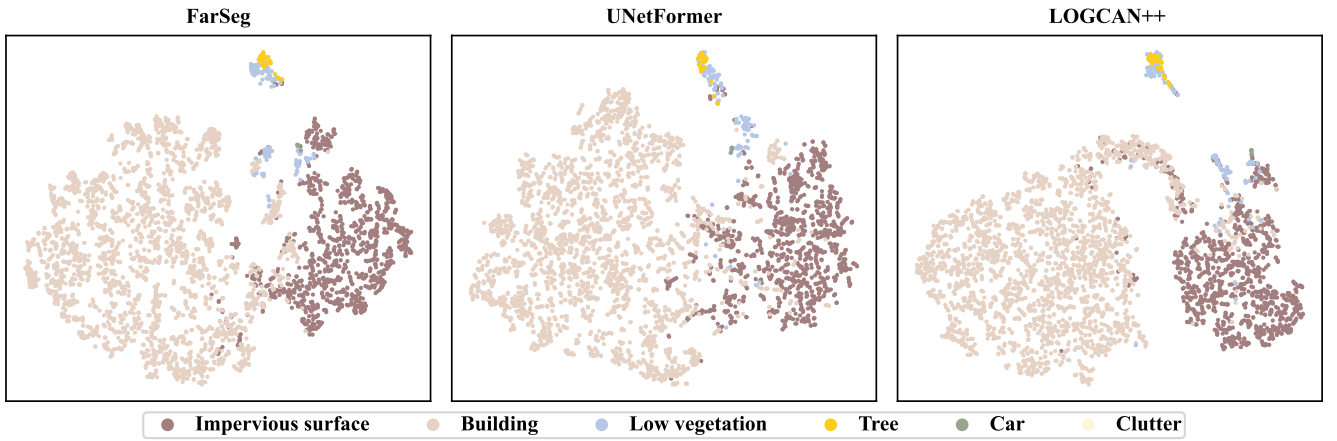 FarSeg UNetFormer LOGCAN++
Impervious surface Building Low vegetation Tree Car Clutter